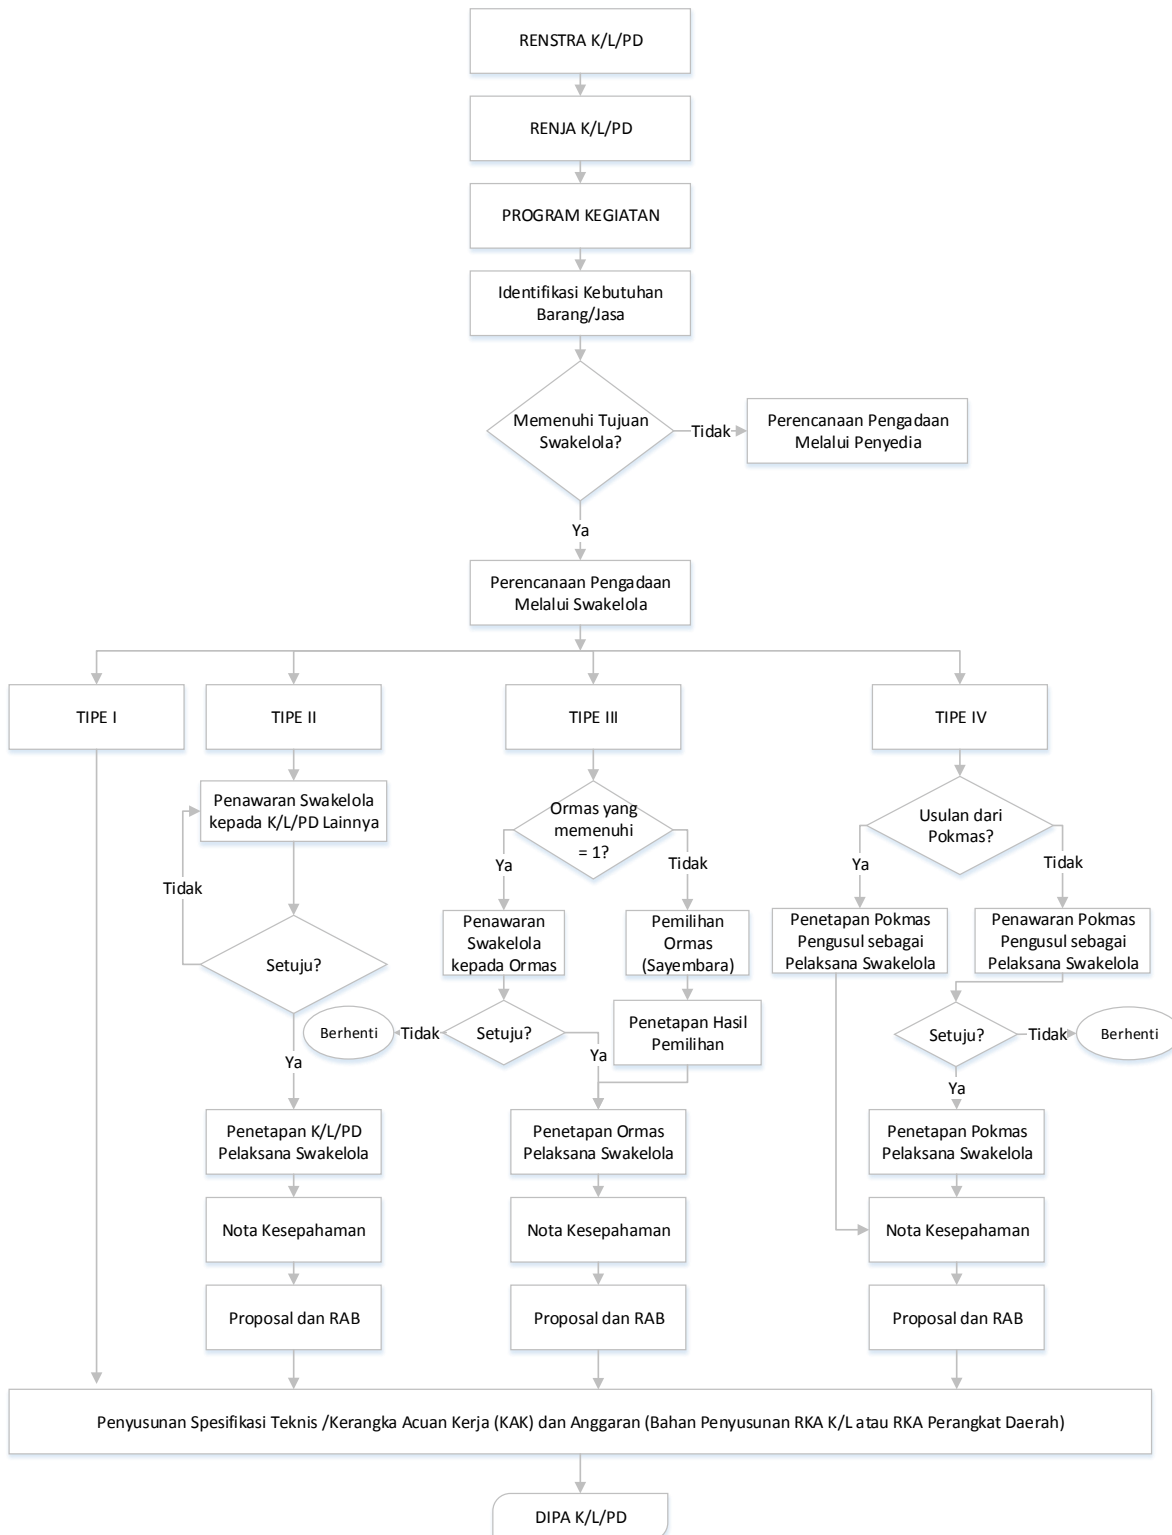 RENSTRA K/L/PD
RENJA K/L/PD
PROGRAM KEGIATAN
Identifikasi Kebutuhan
Barang/Jasa
Memenuhi Tujuan
Swakelola?
Tidak
Perencanaan Pengadaan
Melalui Penyedia
Ya
Perencanaan Pengadaan
Melalui Swakelola
TIPE I
TIPE II
TIPE III
TIPE IV
Penawaran Swakelola
kepada K/L/PD Lainnya
Tidak
Setuju?
Ya
Penetapan K/L/PD
Pelaksana Swakelola
Nota Kesepahaman
Proposal dan RAB
Ormas yang
memenuhi
= 1?
Ya
Tidak
Penawaran
Swakelola
kepada Ormas
Pemilihan
Ormas
(Sayembara)
Berhenti
Tidak
Setuju?
Ya
Penetapan Hasil
Pemilihan
Penetapan Ormas
Pelaksana Swakelola
Nota Kesepahaman
Proposal dan RAB
Usulan dari
Pokmas?
Ya
Tidak
Penetapan Pokmas
Pengusul sebagai
Pelaksana Swakelola
Penawaran Pokmas
Pengusul sebagai
Pelaksana Swakelola
Setuju?
Tidak
Berhenti
Ya
Penetapan Pokmas
Pelaksana Swakelola
Nota Kesepahaman
Proposal dan RAB
Penyusunan Spesifikasi Teknis /Kerangka Acuan Kerja (KAK) dan Anggaran (Bahan Penyusunan RKA K/L atau RKA Perangkat Daerah)
DIPA K/L/PD